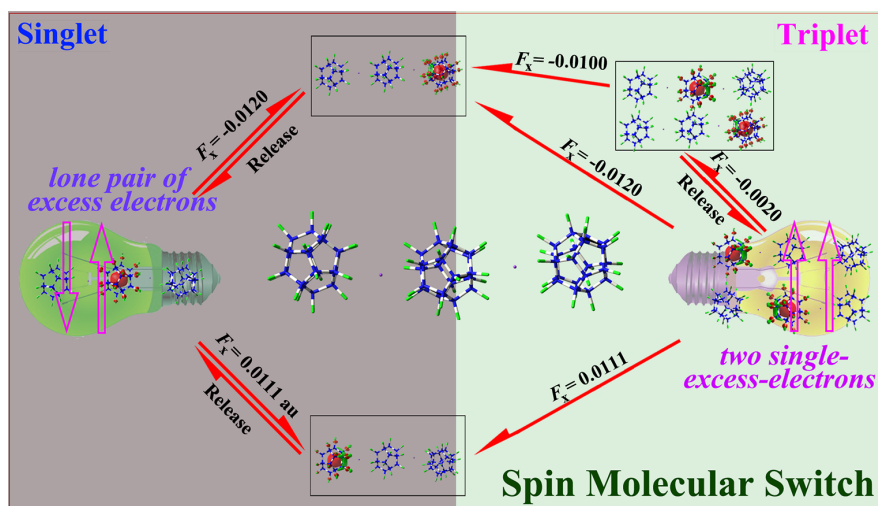 Singlet
Triplet
Fx = -0.0100
Fx = -0.0120
Release
Fx = -0.0120
Fx = -0.0020
Release
lone pair of
excess electrons
two single-
excess-electrons
Fx = 0.0111 au
Release
Fx = 0.0111
Spin Molecular Switch